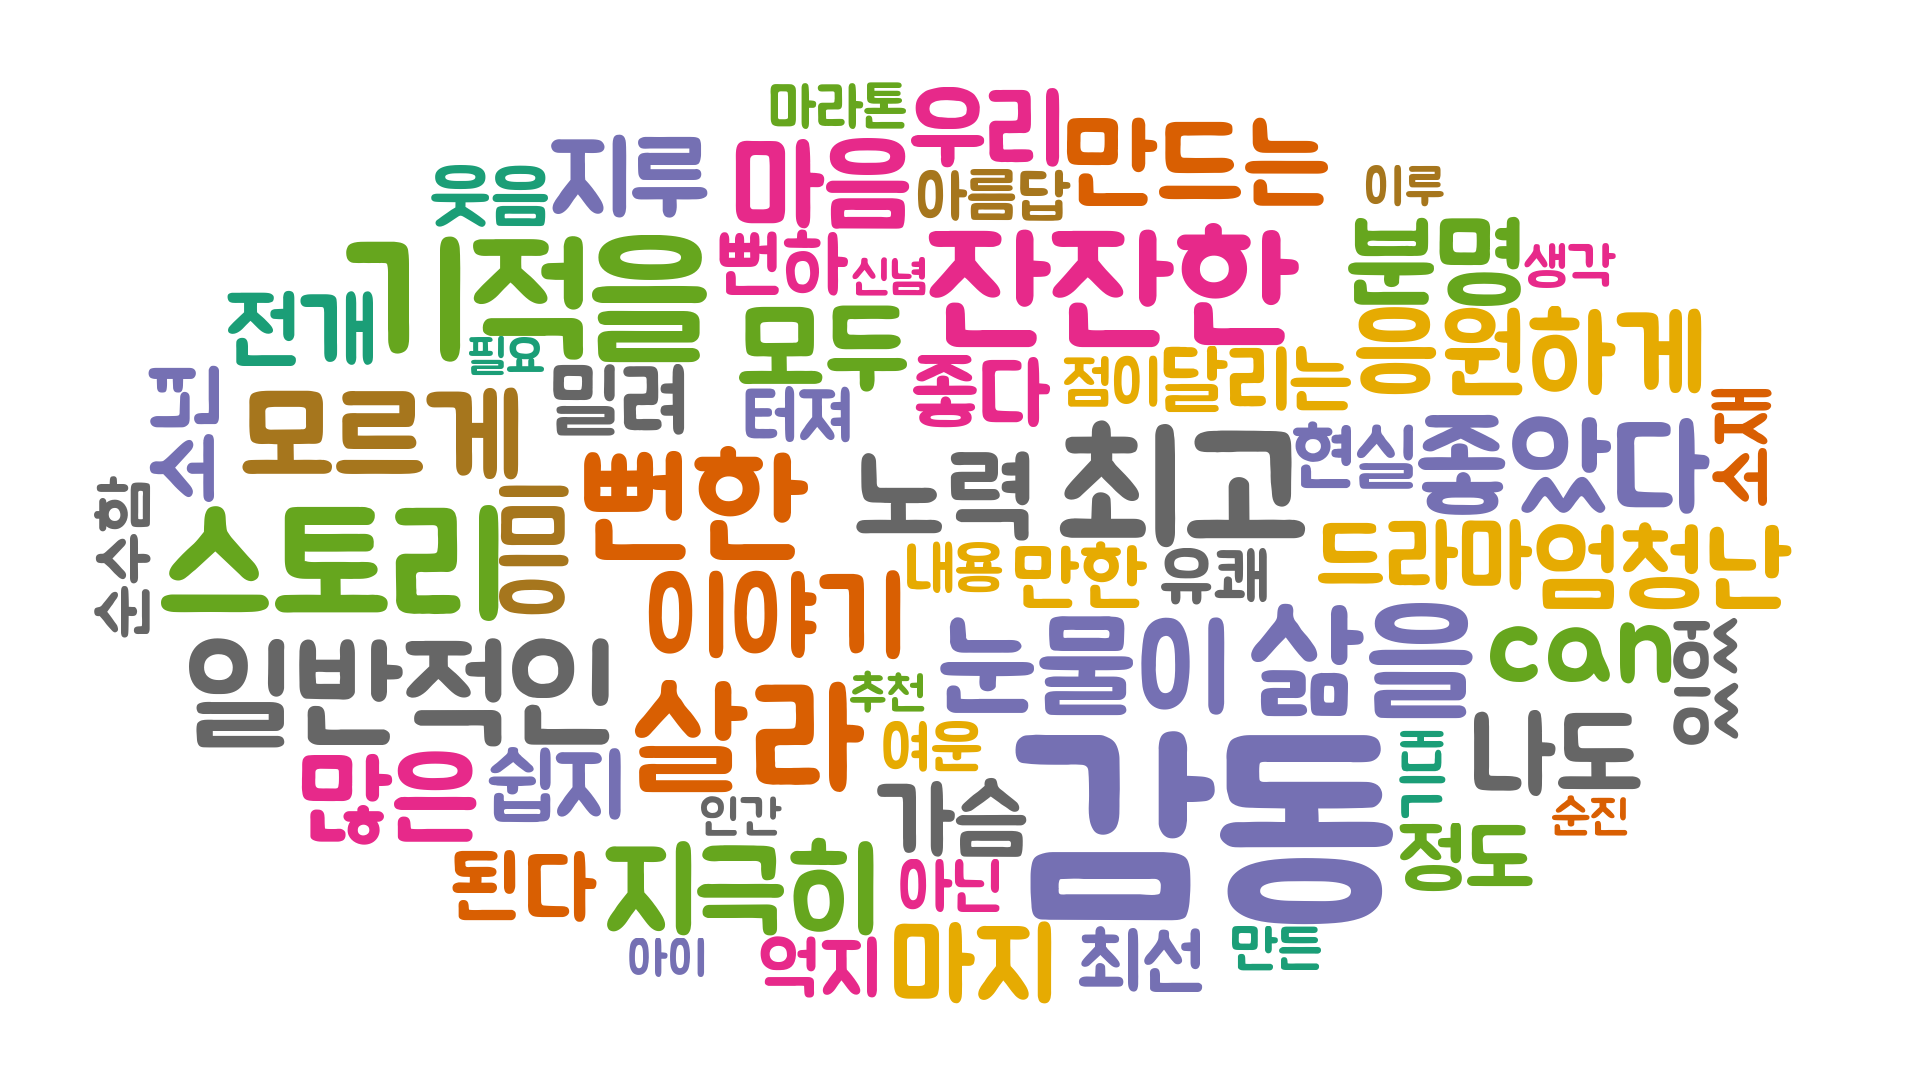 마라톤
우리
만드는
웃음
지루
마음
아름답
이루
기적을
뻔하
신념
잔잔한
분명
생각
전개
필요
모두
좋다
점이
달리는
응원하게
소년
모르게
밀려
터져
현실
좋았다
소재
순수함
스토리
믕
뻔한
노력
최고
드라마
엄청난
이야기
내용
만한
유쾌
일반적인
살라
추천
눈물이
삶을
can
있었
많은
쉽지
인간
여운
가슴
감동
나도
순진
된다
지극히
아닌
정도
아이
억지
마지
최선
만든